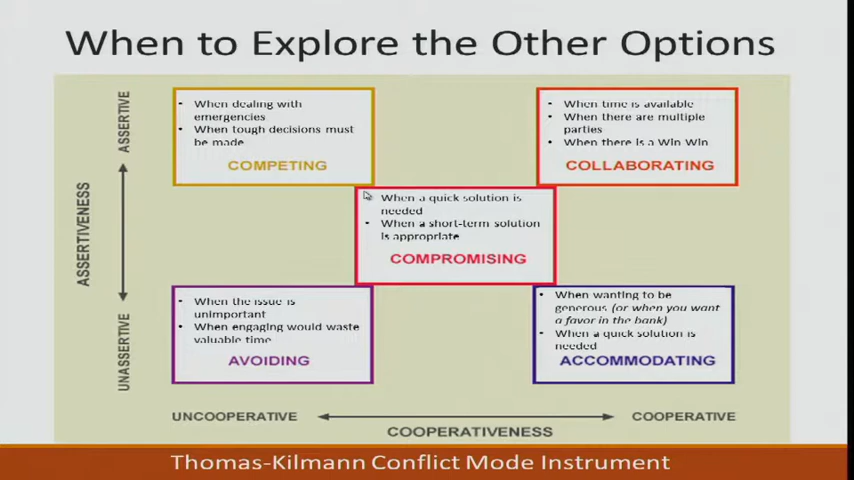 When to Explore the Other Options
ASSERTIVENESS
ASSERTIVE
UNASSERTIVE
• When dealing with
emergencies
• When tough decisions must
be made
COMPETING
• When time is available
• When there are multiple
parties
• When there is a Win Win
COLLABORATING
• When a quick solution is
needed
• When a short-term solution
is appropriate
COMPROMISING
• When the issue is
unimportant
• When engaging would waste
valuable time
AVOIDING
• When wanting to be
generous (or when you want
a favor in the bank)
• When a quick solution is
needed
ACCOMMODATING
UNCOOPERATIVE
COOPERATIVE
COOPERATIVENESS
Thomas-Kilmann Conflict Mode Instrument